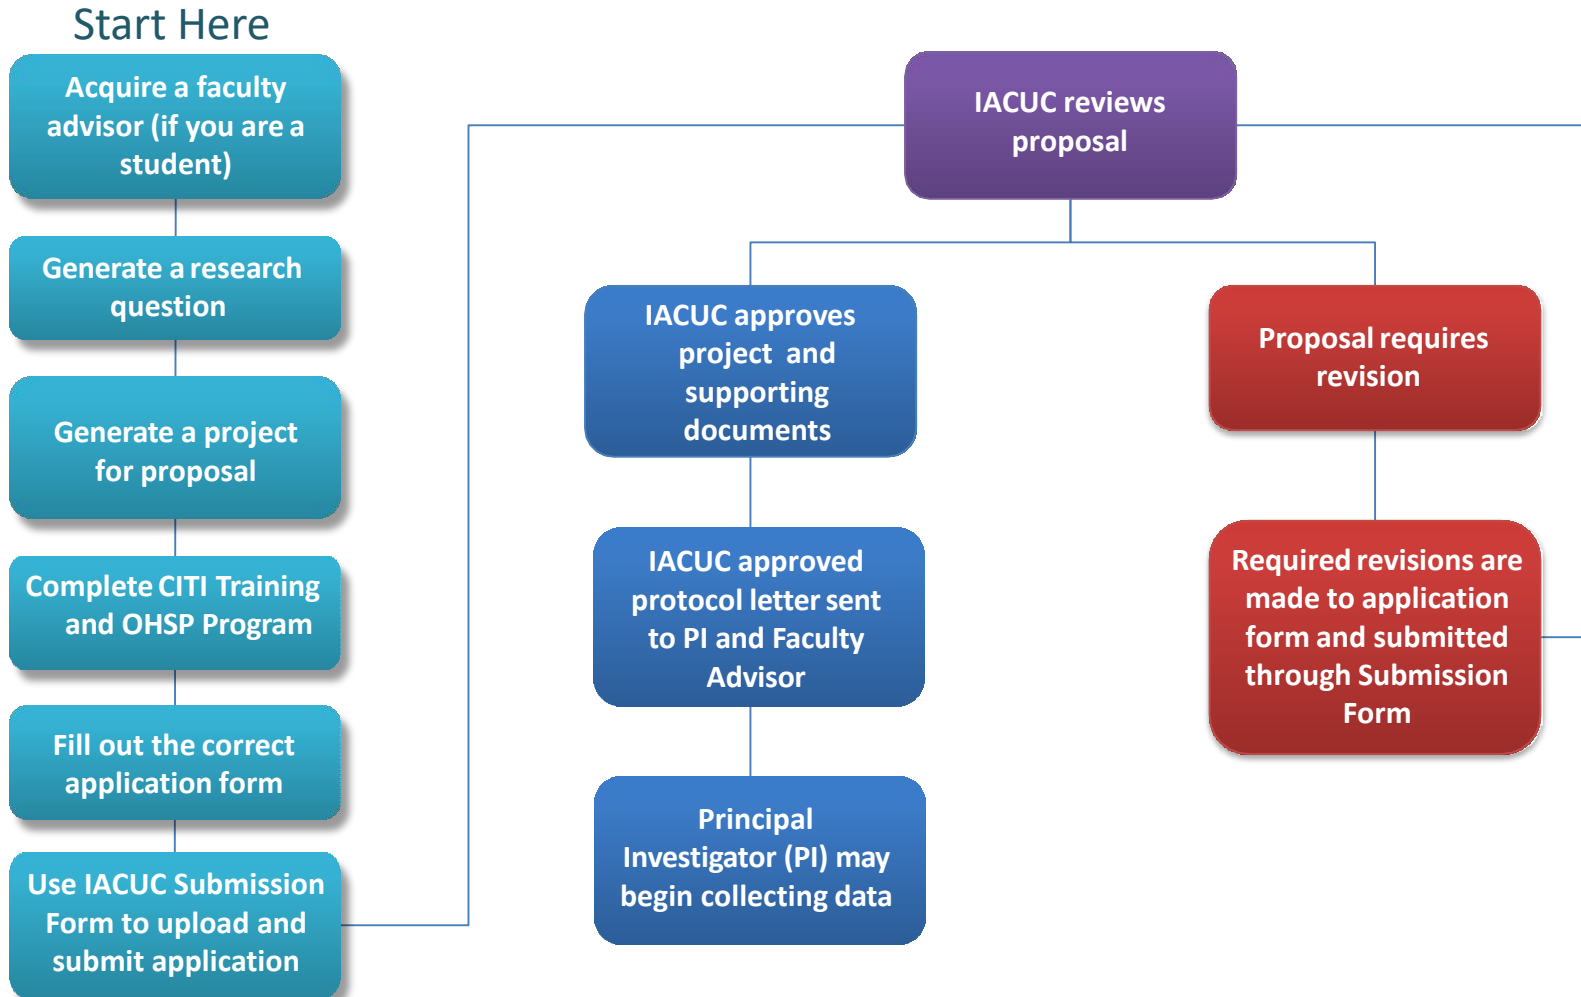 Start Here
Acquire a faculty
advisor (if you are a
student)
Generate a research
question
Generate a project
for proposal
Complete CITI Training
and OHSP Program
Fill out the correct
application form
Use IACUC Submission
Form to upload and
submit application
IACUC reviews
proposal
IACUC approves
project and
supporting
documents
IACUC approved
protocol letter sent
to PI and Faculty
Advisor
Principal
Investigator (PI) may
begin collecting data
Proposal requires
revision
Required revisions are
made to application
form and submitted
through Submission
Form